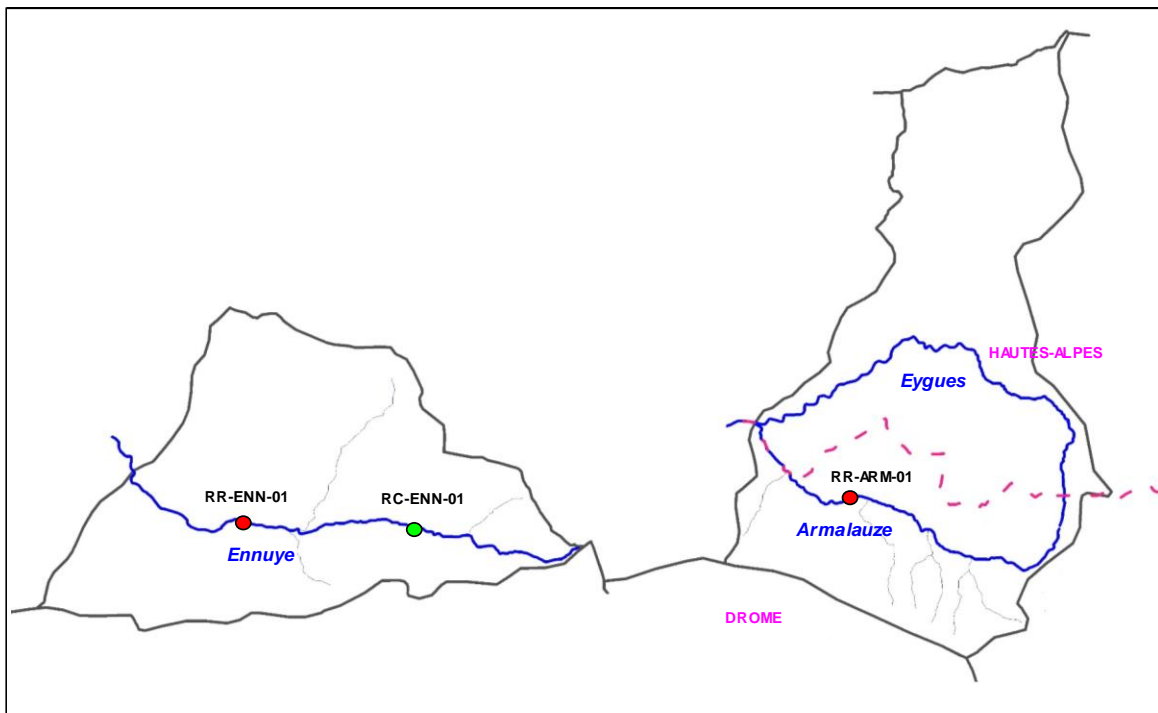 HAUTES-ALPES
Eygues
RR-ARM-01
RR-ENN-01
RC-ENN-01
Armalauze
Ennuye
DROME